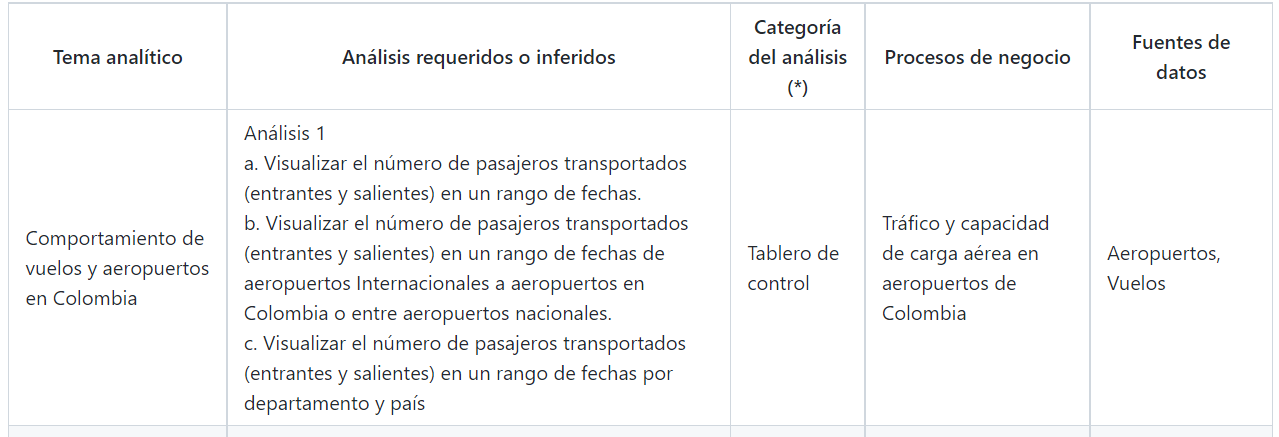 Tema analítico
Análisis requeridos o inferidos
Categoría
del análisis
(*)
Procesos de negocio
Fuentes de
datos
Comportamiento de
vuelos y aeropuertos
en Colombia
Análisis 1
a. Visualizar el número de pasajeros transportados
(entrantes y salientes) en un rango de fechas.
b. Visualizar el número de pasajeros transportados
(entrantes y salientes) en un rango de fechas de
aeropuertos Internacionales a aeropuertos en
Colombia o entre aeropuertos nacionales.
c. Visualizar el número de pasajeros transportados
(entrantes y salientes) en un rango de fechas por
departamento y país
Tablero de
control
Tráfico y capacidad
de carga aérea en
aeropuertos de
Colombia
Aeropuertos,
Vuelos